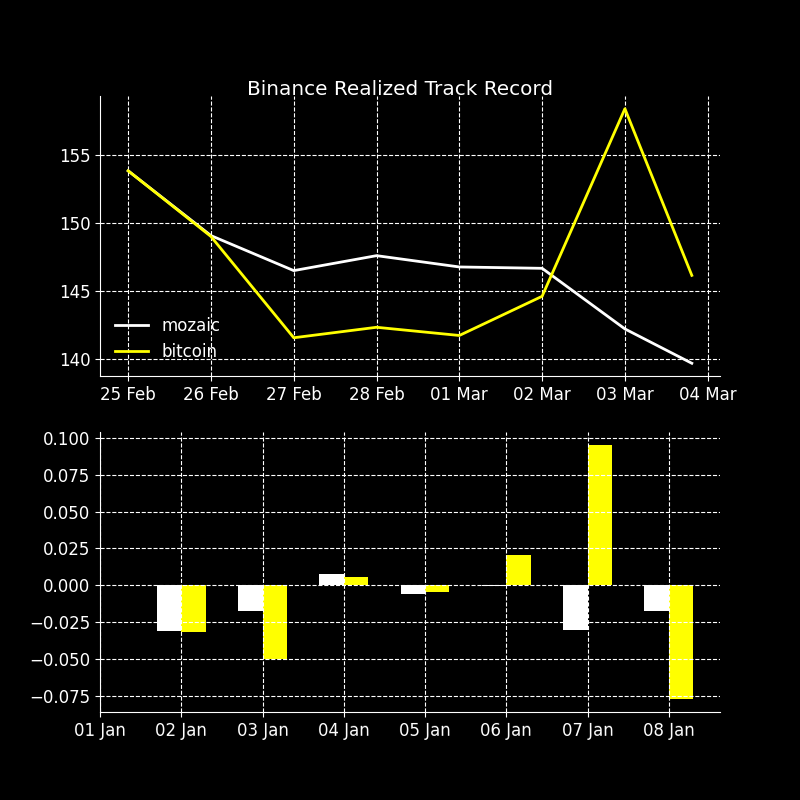 Binance Realized Track Record
155
150
145
140
mozaic
bitcoin
25 Feb 26 Feb 27 Feb 28 Feb 01 Mar 02 Mar 03 Mar 04 Mar
0.100
0.075
0.050
0.025
0.000
−0.025
−0.050
−0.075
01 Jan 02 Jan 03 Jan 04 Jan 05 Jan 06 Jan 07 Jan 08 Jan